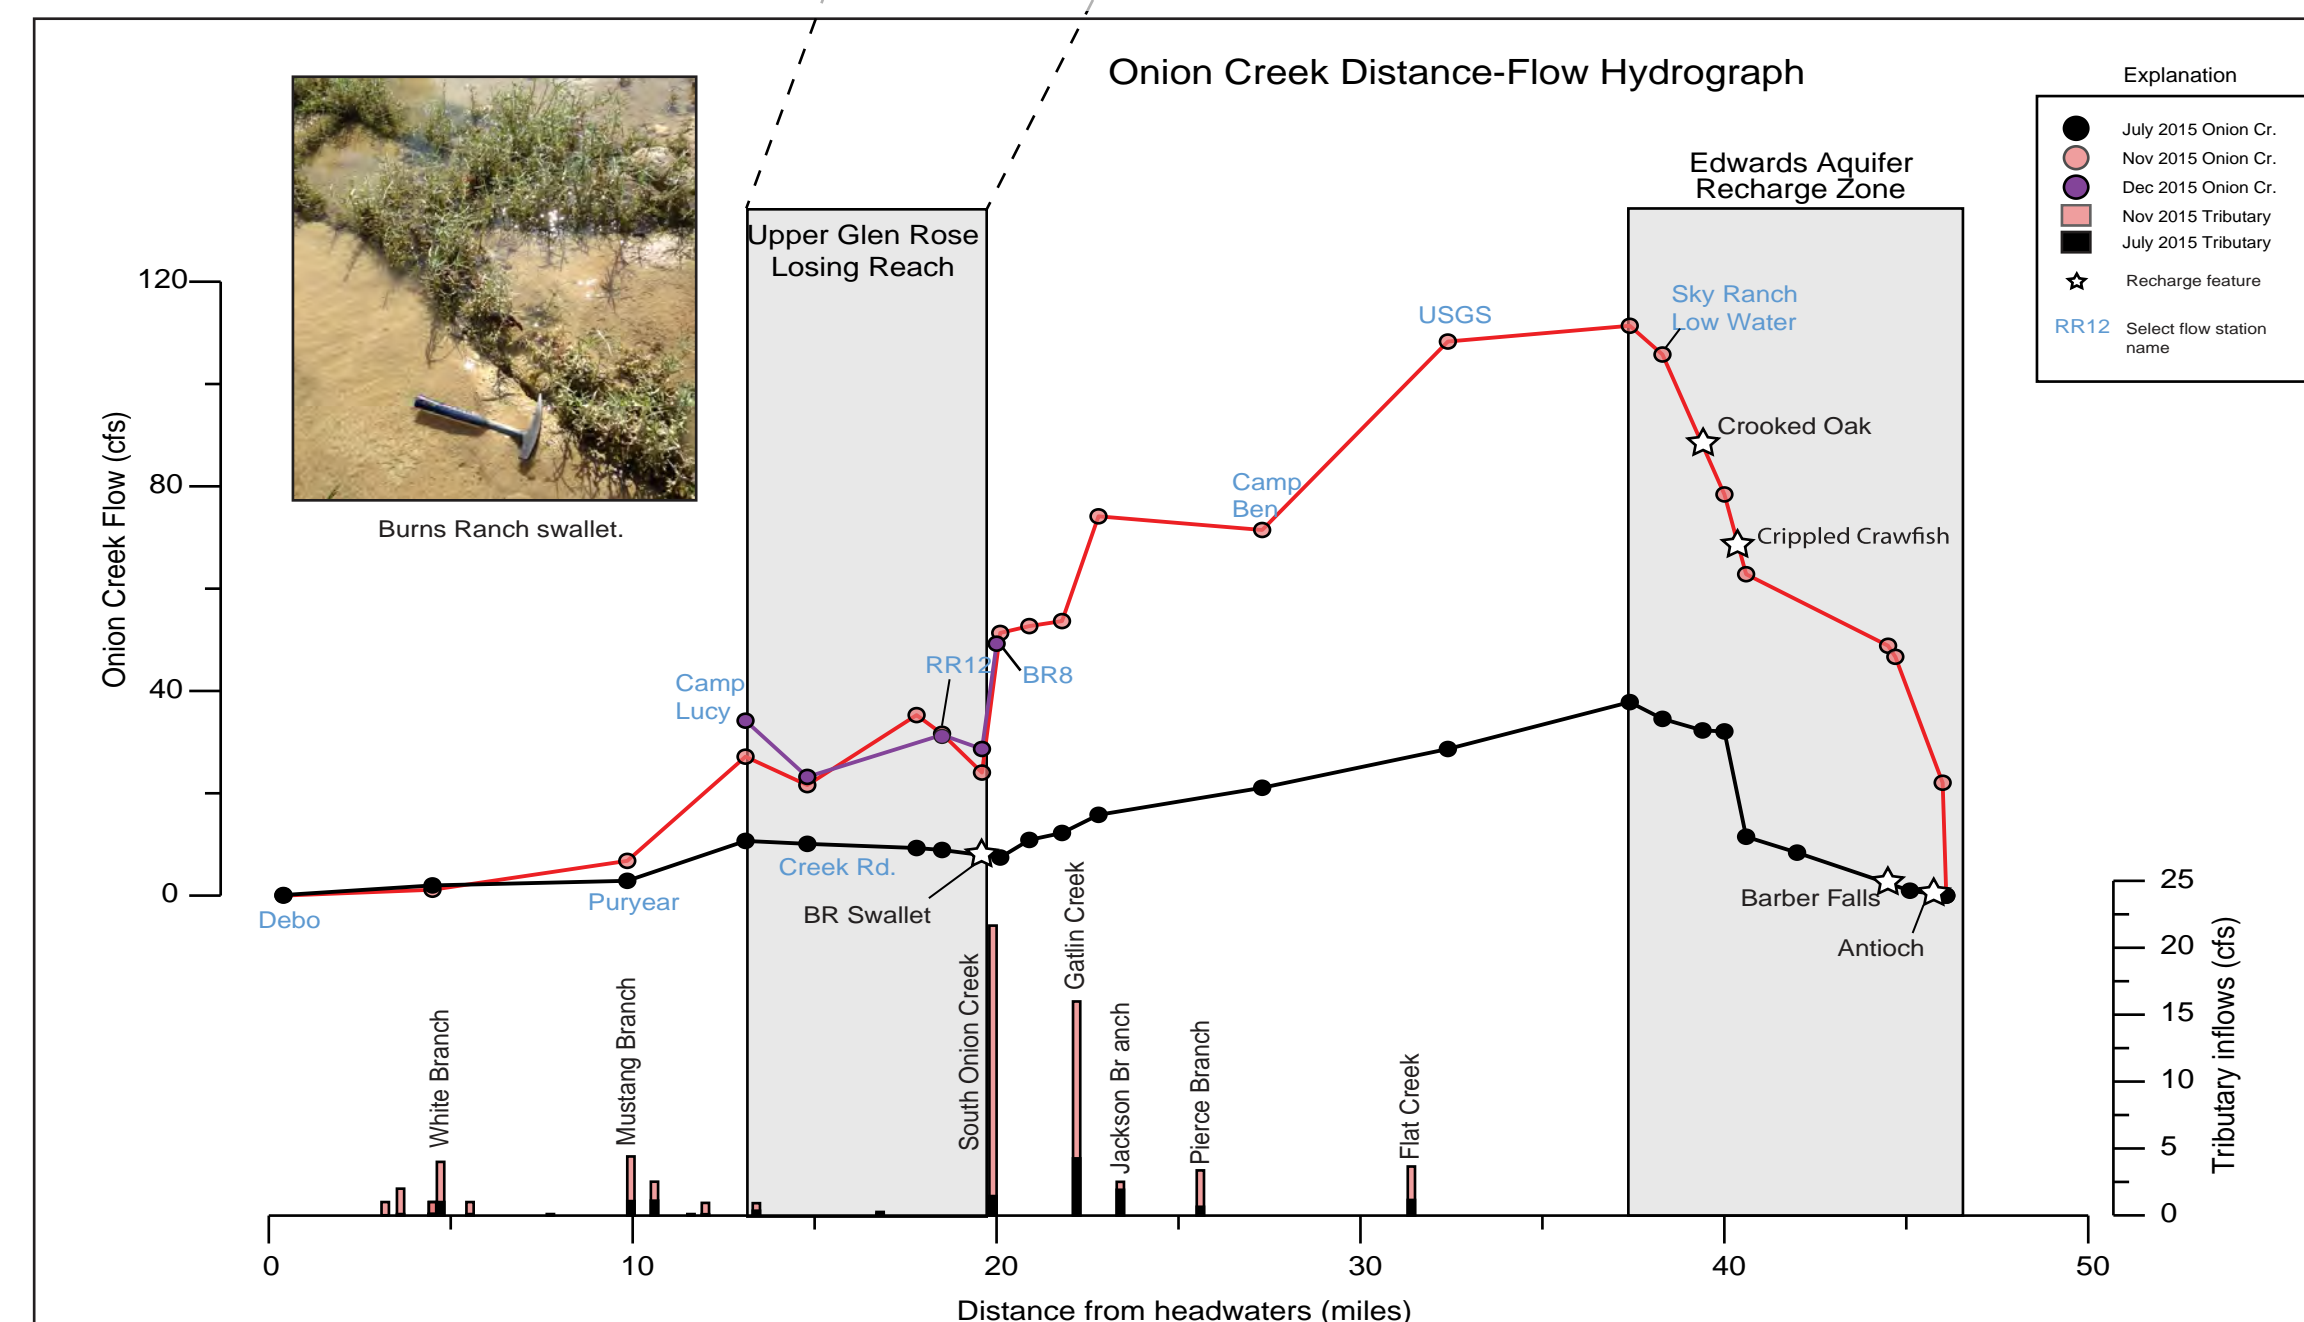 Onion Creek Distance-Flow Hydrograph
Explanation
July 2015 Onion Cr.
Nov 2015 Onion Cr.
Dec 2015 Onion Cr.
Nov 2015 Tributary
July 2015 Tributary
Recharge feature
RR12
Select flow station
name
Edwards Aquifer
Recharge Zone
Upper Glen Rose
Losing Reach
Burns Ranch swallet.
Onion Creek Flow (cfs)
120
80
40
0
Sky Ranch
Low Water
USGS
Crooked Oak
Camp
Ben
Crippled Crawfish
RR12
BR8
Camp
Lucy
Creek Rd.
Puryear
Debo
BR Swallet
Barber Falls
Antioch
White Branch
Mustang Branch
South Onion Creek
Gatlin Creek
Jackson Br anch
Pierce Branch
Flat Creek
25
20
15
10
5
0
Tributary inflows (cfs)
0
10
20
30
40
50
Distance from headwaters (miles)